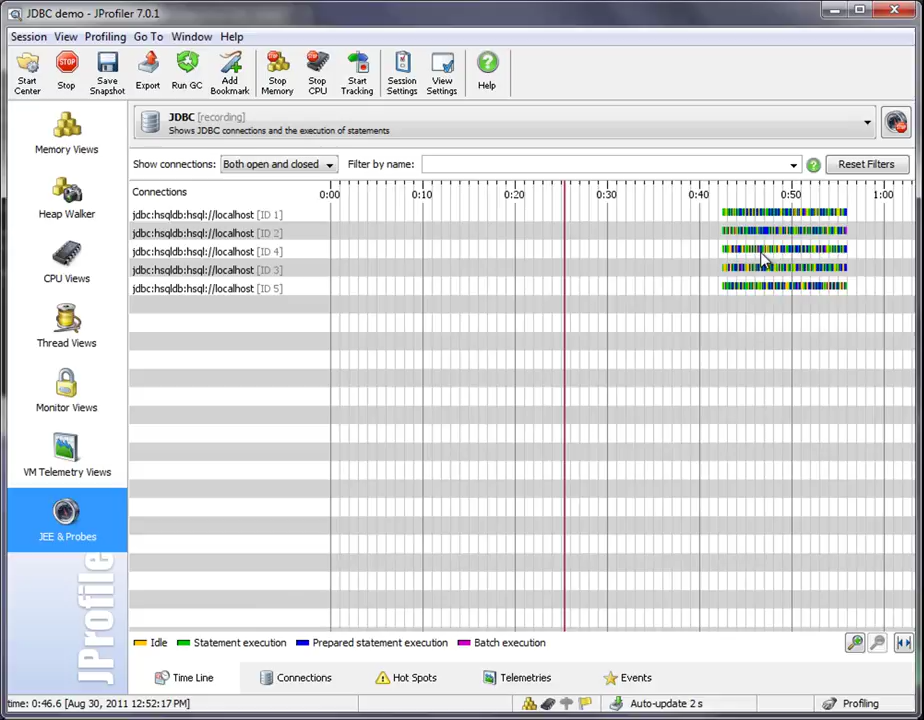 JDBC demo - JProfiler 7.0.1
Session View Profiling Go To Window Help
Start Center
Stop
Save Snapshot
Export
Run GC
Add Bookmark
Stop Memory
Stop CPU
Start Tracking
Session Settings
View Settings
Help
Memory Views
Heap Walker
CPU Views
Thread Views
Monitor Views
VM Telemetry Views
JEE & Probes
JProfile
JDBC [recording]
Shows JDBC connections and the execution of statements
Show connections: Both open and closed Filter by name: Reset Filters
Connections 0:00 0:10 0:20 0:30 0:40 0:50 1:00
jdbc:hsqldb:hsql://localhost [ID 1]
jdbc:hsqldb:hsql://localhost [ID 2]
jdbc:hsqldb:hsql://localhost [ID 4]
jdbc:hsqldb:hsql://localhost [ID 3]
jdbc:hsqldb:hsql://localhost [ID 5]
Idle Statement execution Prepared statement execution Batch execution
Time Line Connections Hot Spots Telemetries Events
time: 0:46.6 [Aug 30, 2011 12:52:17 PM] Auto-update 2 s Profiling